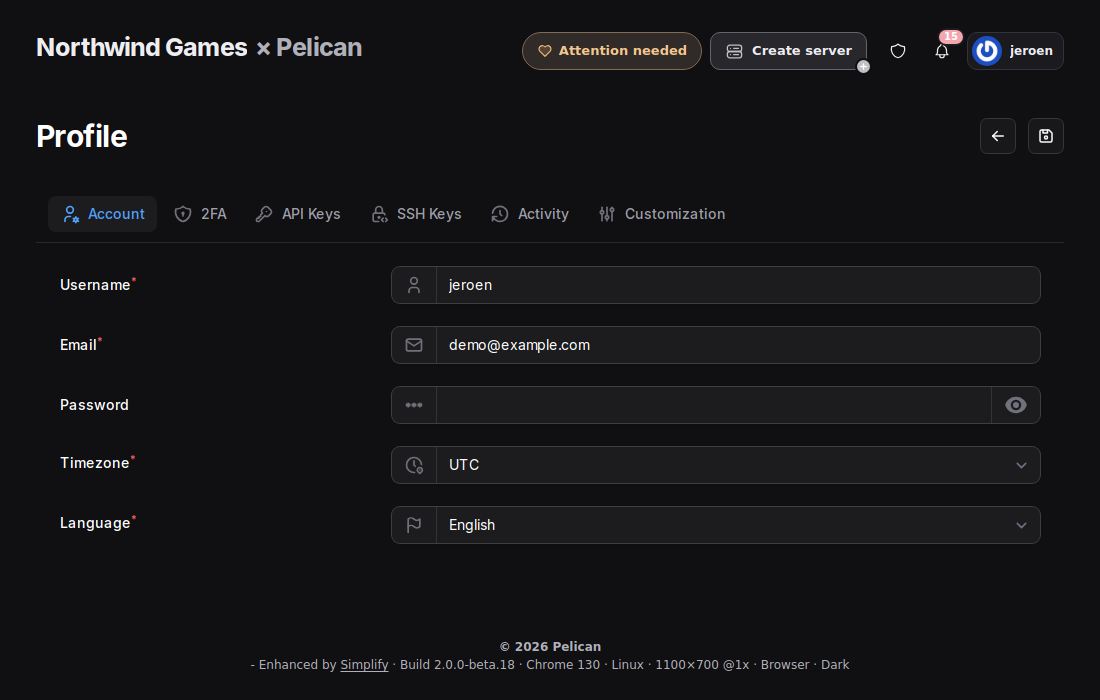 Northwind Games × Pelican
Attention needed
Create server
15
jeroen
Profile
Account
2FA
API Keys
SSH Keys
Activity
Customization
Username*
jeroen
Email*
demo@example.com
Password
Timezone*
UTC
Language*
English
© 2026 Pelican
- Enhanced by Simplify · Build 2.0.0-beta.18 · Chrome 130 · Linux · 1100×700 @1x · Browser · Dark